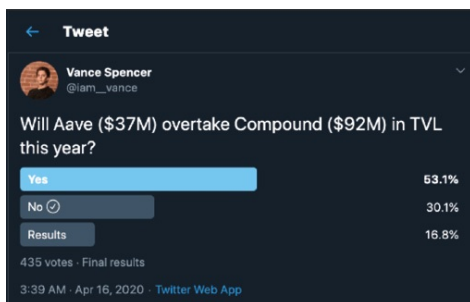 Tweet
Vance Spencer
@iam__vance
Will Aave ($37M) overtake Compound ($92M) in TVL
this year?
Yes 53.1%
No 30.1%
Results 16.8%
435 votes · Final results
3:39 AM · Apr 16, 2020 · Twitter Web App